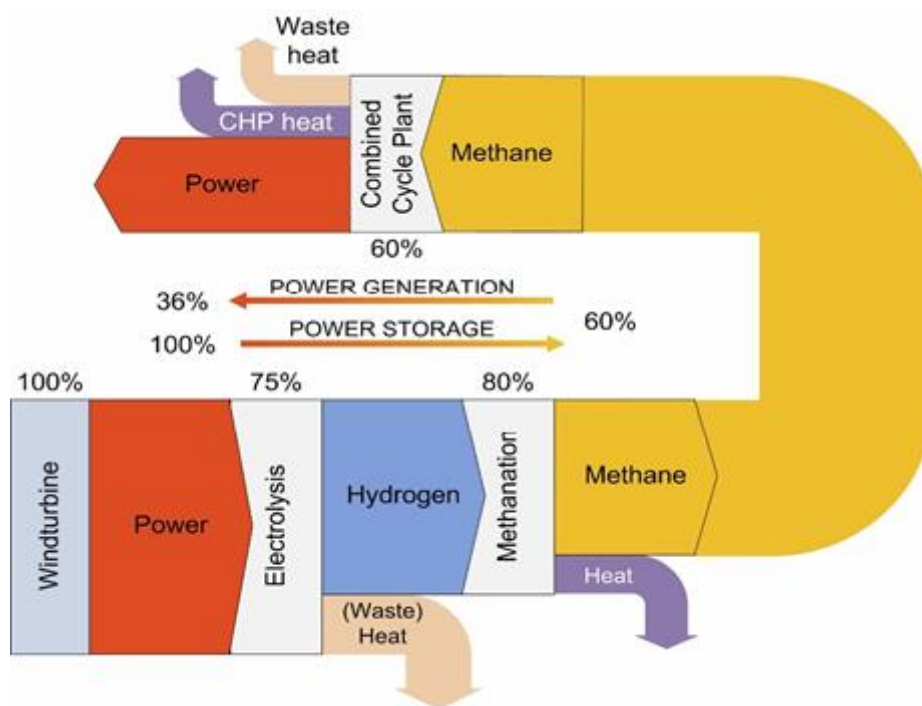 Waste
heat
CHP heat
Power
Combined
Cycle Plant
Methane
60%
POWER GENERATION
36%
POWER STORAGE
100%
60%
100%
75%
80%
Windturbine
Power
Electrolysis
Hydrogen
Methanation
Methane
Heat
(Waste)
Heat